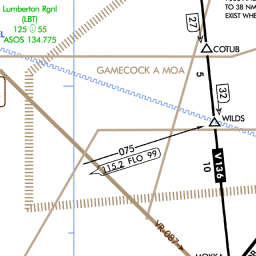 Lumberton Rgnl
(LBT)
125 55
ASOS 134.775
TO 38 NM
EXIST WHE
27
COTUB
GAMECOCK A MOA
5
32
WILDS
V136
10
075
115.2 FLO 99
VR-087